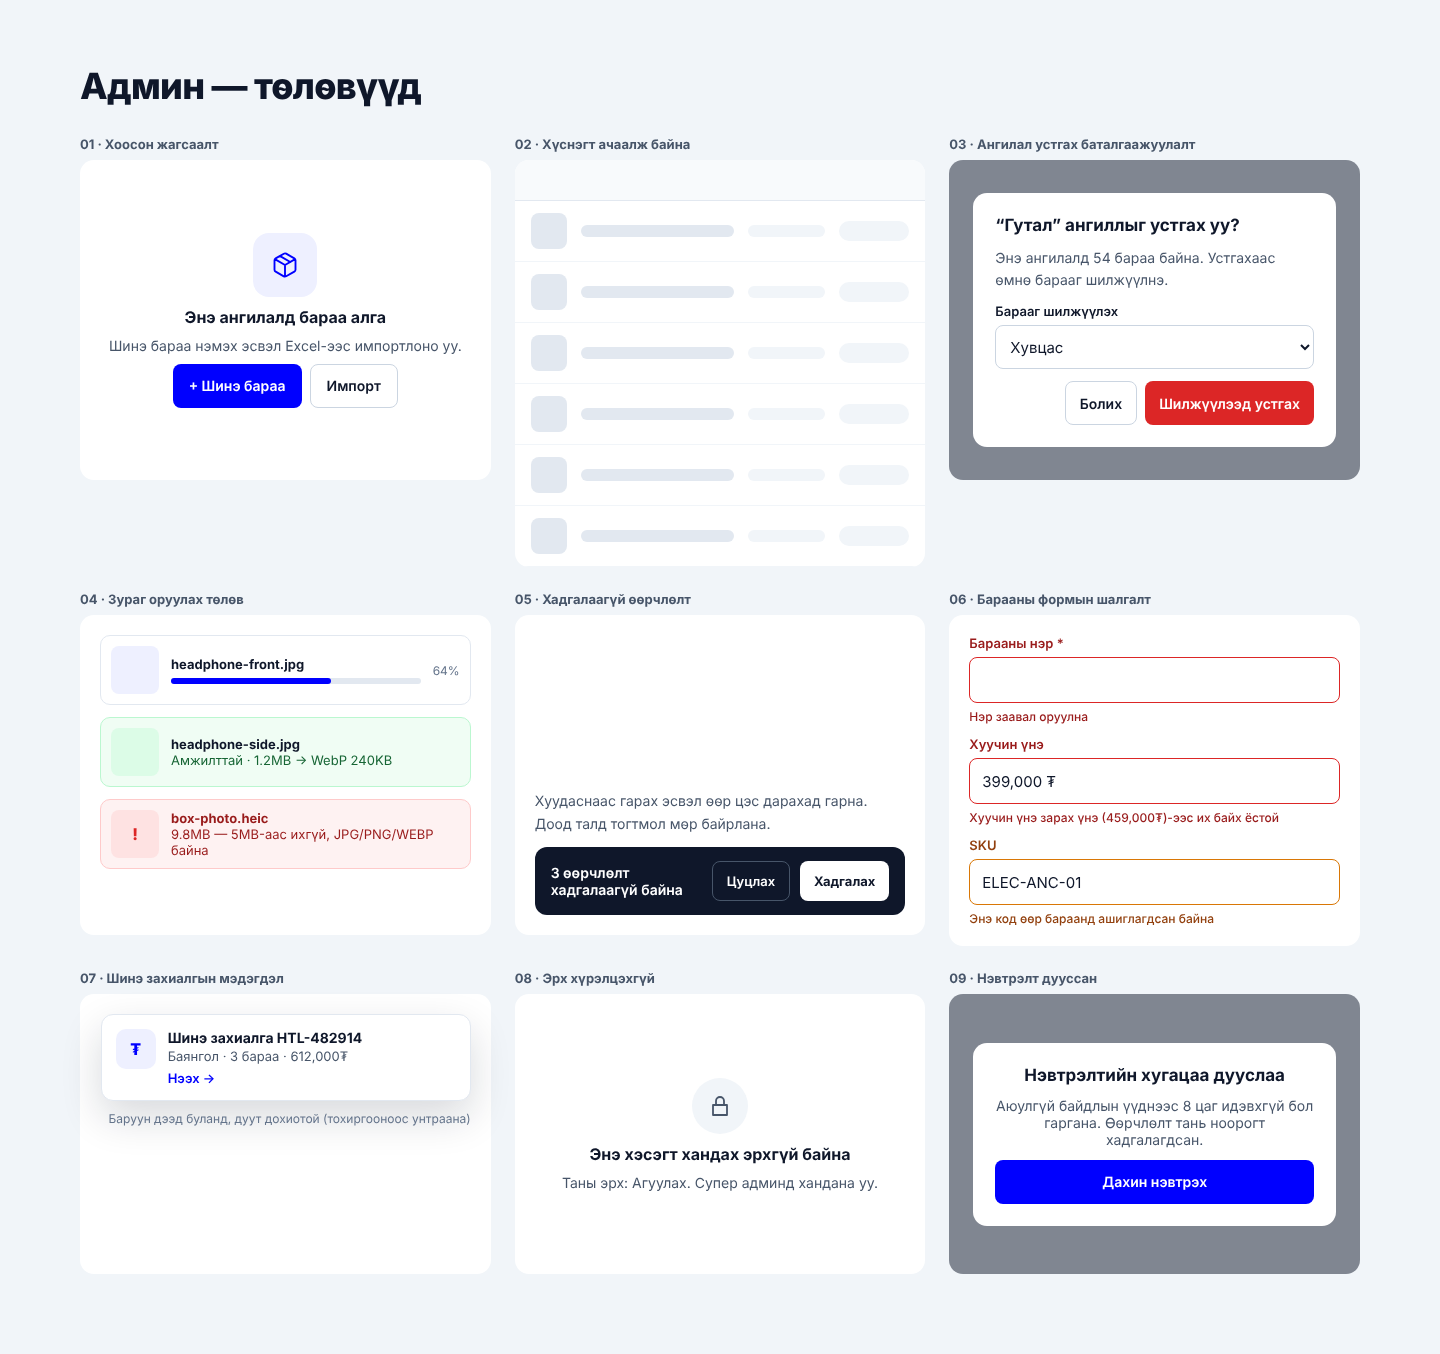 Админ — төлөвүүд
01 · Хоосон жагсаалт
Энэ ангилалд бараа алга
Шинэ бараа нэмэх эсвэл Excel-ээс импортлоно уу.
+ Шинэ бараа
Импорт
02 · Хүснэгт ачаалж байна
03 · Ангилал устгах баталгаажуулалт
“Гутал” ангиллыг устгах уу?
Энэ ангилалд 54 бараа байна. Устгахаас
өмнө барааг шилжүүлнэ.
Барааг шилжүүлэх
Хувцас
Болих
Шилжүүлээд устгах
04 · Зураг оруулах төлөв
headphone-front.jpg
64%
headphone-side.jpg
Амжилттай · 1.2MB → WebP 240KB
!
box-photo.heic
9.8MB — 5MB-аас ихгүй, JPG/PNG/WEBP
байна
05 · Хадгалаагүй өөрчлөлт
Хуудаснаас гарах эсвэл өөр цэс дарахад гарна.
Доод талд тогтмол мөр байрлана.
3 өөрчлөлт
хадгалаагүй байна
Цуцлах
Хадгалах
06 · Барааны формын шалгалт
Барааны нэр *
Нэр заавал оруулна
Хуучин үнэ
399,000 ₮
Хуучин үнэ зарах үнэ (459,000₮)-ээс их байх ёстой
SKU
ELEC-ANC-01
Энэ код өөр бараанд ашиглагдсан байна
07 · Шинэ захиалгын мэдэгдэл
₮
Шинэ захиалга HTL-482914
Баянгол · 3 бараа · 612,000₮
Нээх →
Баруун дээд буланд, дуут дохиотой (тохиргооноос унтраана)
08 · Эрх хүрэлцэхгүй
Энэ хэсэгт хандах эрхгүй байна
Таны эрх: Агуулах. Супер админд хандана уу.
09 · Нэвтрэлт дууссан
Нэвтрэлтийн хугацаа дууслаа
Аюулгүй байдлын үүднээс 8 цаг идэвхгүй бол
гаргана. Өөрчлөлт тань ноорогт
хадгалагдсан.
Дахин нэвтрэх